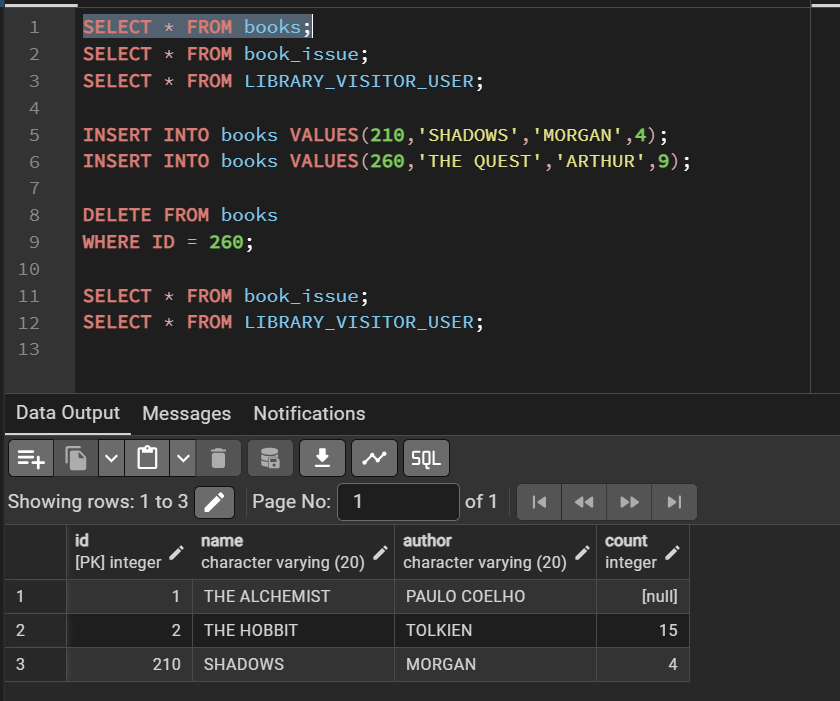 1 SELECT * FROM books;
2 SELECT * FROM book_issue;
3 SELECT * FROM LIBRARY_VISITOR_USER;
4
5 INSERT INTO books VALUES(210,'SHADOWS','MORGAN',4);
6 INSERT INTO books VALUES(260,'THE QUEST','ARTHUR',9);
7
8 DELETE FROM books
9 WHERE ID = 260;
10
11 SELECT * FROM book_issue;
12 SELECT * FROM LIBRARY_VISITOR_USER;
13
Data Output Messages Notifications
SQL
Showing rows: 1 to 3 Page No: 1 of 1
id name author count
[PK] integer character varying (20) character varying (20) integer
1 1 THE ALCHEMIST PAULO COELHO [null]
2 2 THE HOBBIT TOLKIEN 15
3 210 SHADOWS MORGAN 4